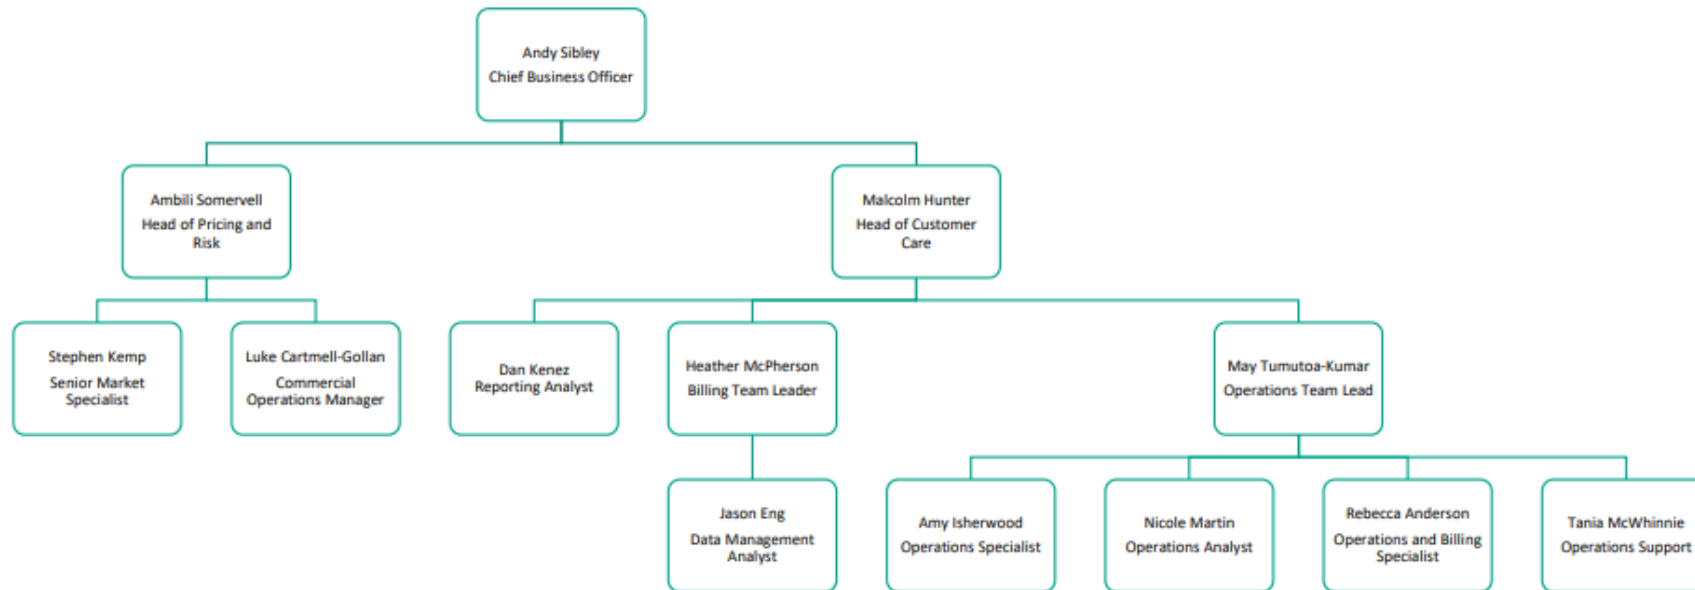 Andy Sibley
Chief Business Officer
Ambili Somervell
Head of Pricing and
Risk
Malcolm Hunter
Head of Customer
Care
Stephen Kemp
Senior Market
Specialist
Luke Cartmell-Gollan
Commercial
Operations Manager
Dan Kenez
Reporting Analyst
Heather McPherson
Billing Team Leader
May Tumutoa-Kumar
Operations Team Lead
Jason Eng
Data Management
Analyst
Amy Isherwood
Operations Specialist
Nicole Martin
Operations Analyst
Rebecca Anderson
Operations and Billing
Specialist
Tania McWhinnie
Operations Support